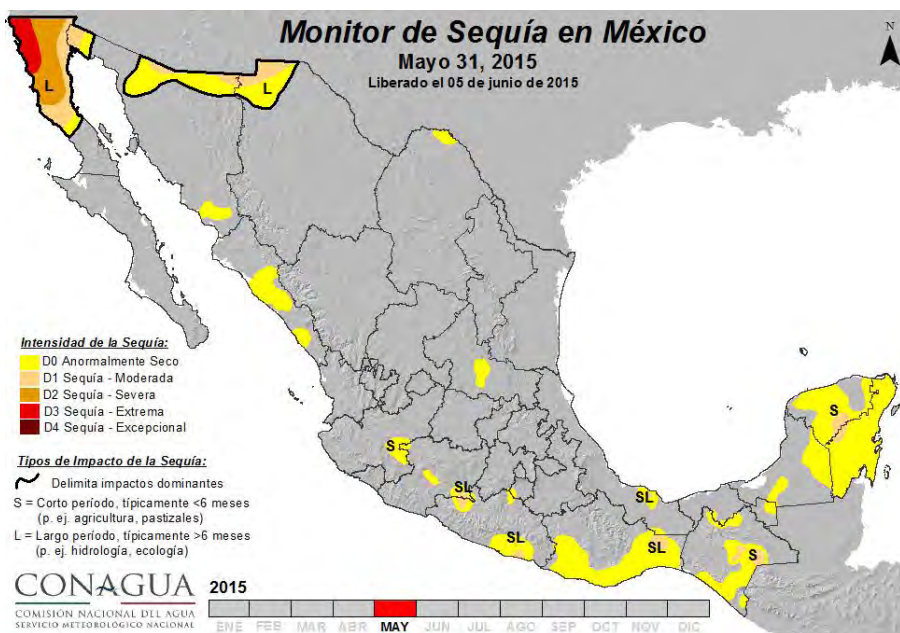 Monitor de Sequía en México
Mayo 31, 2015
Liberado el 05 de junio de 2015
N
L
L
S
S
SL
SL
SL
SL
S
Intensidad de la Sequía:
D0 Anormalmente Seco
D1 Sequía - Moderada
D2 Sequía - Severa
D3 Sequía - Extrema
D4 Sequía - Excepcional
Tipos de Impacto de la Sequía:
Delimita impactos dominantes
S = Corto período, típicamente <6 meses
(p. ej. agricultura, pastizales)
L = Largo período, típicamente >6 meses
(p. ej. hidrología, ecología)
CONAGUA
COMISIÓN NACIONAL DEL AGUA
SERVICIO METEOROLÓGICO NACIONAL
2015
ENE FEB MAR ABR MAY JUN JUL AGO SEP OCT NOV DIC